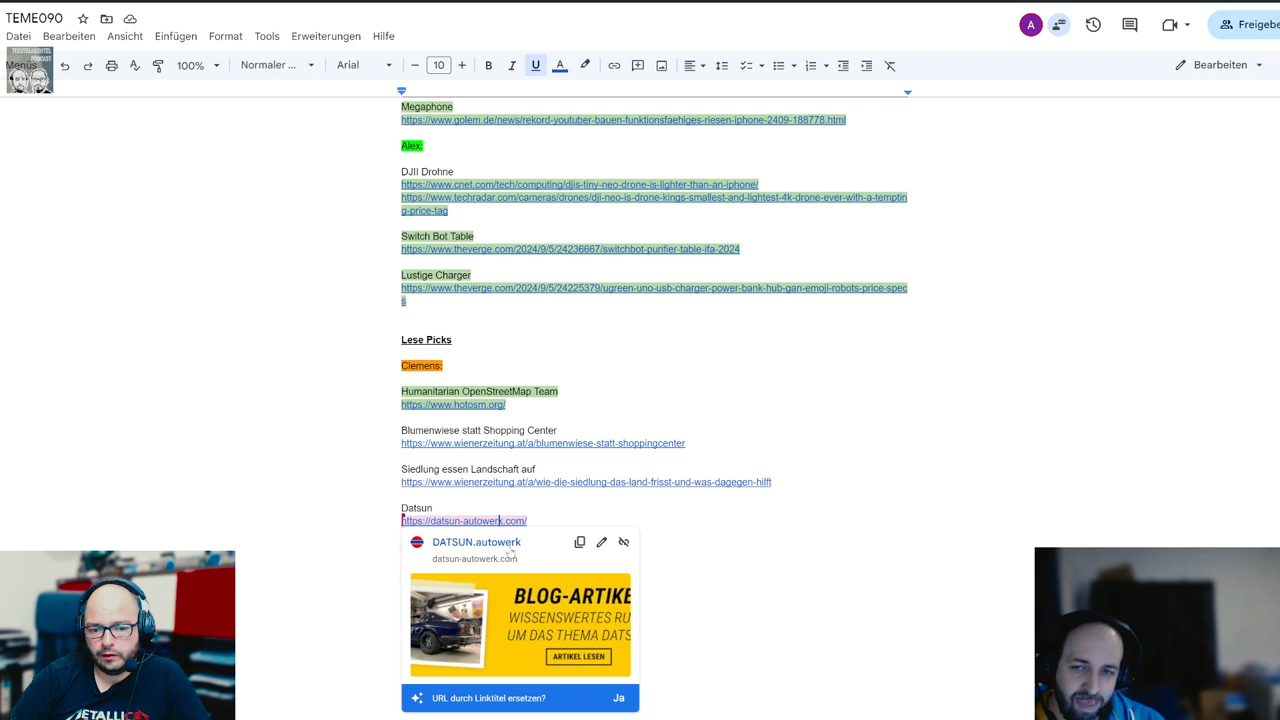 TEME090
Datei Bearbeiten Ansicht Einfügen Format Tools Erweiterungen Hilfe
A
Freigebe
TECHTELMECHTEL
PODCAST
Menüs
100% Normaler ... Arial 10 B I U A Bearbeiten
Megaphone
https://www.golem.de/news/rekord-youtuber-bauen-funktionsfaehiges-riesen-iphone-2409-188778.html
Alex:
DJII Drohne
https://www.cnet.com/tech/computing/djis-tiny-neo-drone-is-lighter-than-an-iphone/
https://www.techradar.com/cameras/drones/dji-neo-is-drone-kings-smallest-and-lightest-4k-drone-ever-with-a-temptin
g-price-tag
Switch Bot Table
https://www.theverge.com/2024/9/5/24236667/switchbot-purifier-table-ifa-2024
Lustige Charger
https://www.theverge.com/2024/9/5/24225379/ugreen-uno-usb-charger-power-bank-hub-gan-emoji-robots-price-spec
s
Lese Picks
Clemens:
Humanitarian OpenStreetMap Team
https://www.hotosm.org/
Blumenwiese statt Shopping Center
https://www.wienerzeitung.at/a/blumenwiese-statt-shoppingcenter
Siedlung essen Landschaft auf
https://www.wienerzeitung.at/a/wie-die-siedlung-das-land-frisst-und-was-dagegen-hilft
Datsun
https://datsun-autowerk.com/
DATSUN.autowerk
datsun-autowerk.com
BLOG-ARTIKE
WISSENSWERTES RU
UM DAS THEMA DATS
ARTIKEL LESEN
URL durch Linktitel ersetzen? Ja
METALLICA